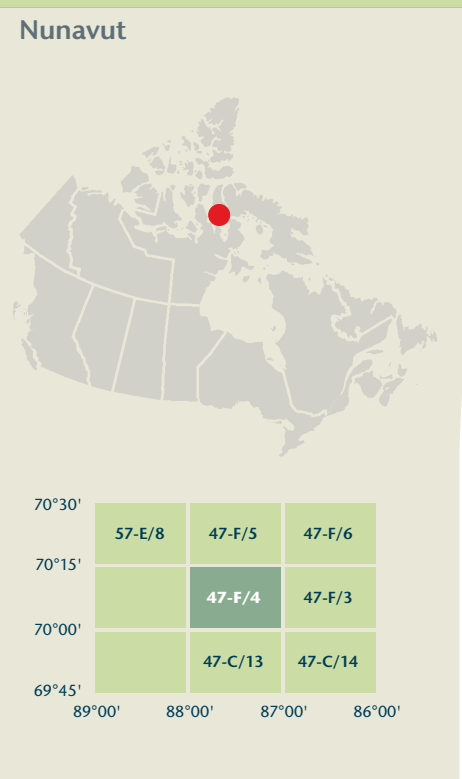 Nunavut
70°30'
57-E/8 47-F/5 47-F/6
70°15'
47-F/4 47-F/3
70°00'
47-C/13 47-C/14
69°45'
89°00' 88°00' 87°00' 86°00'